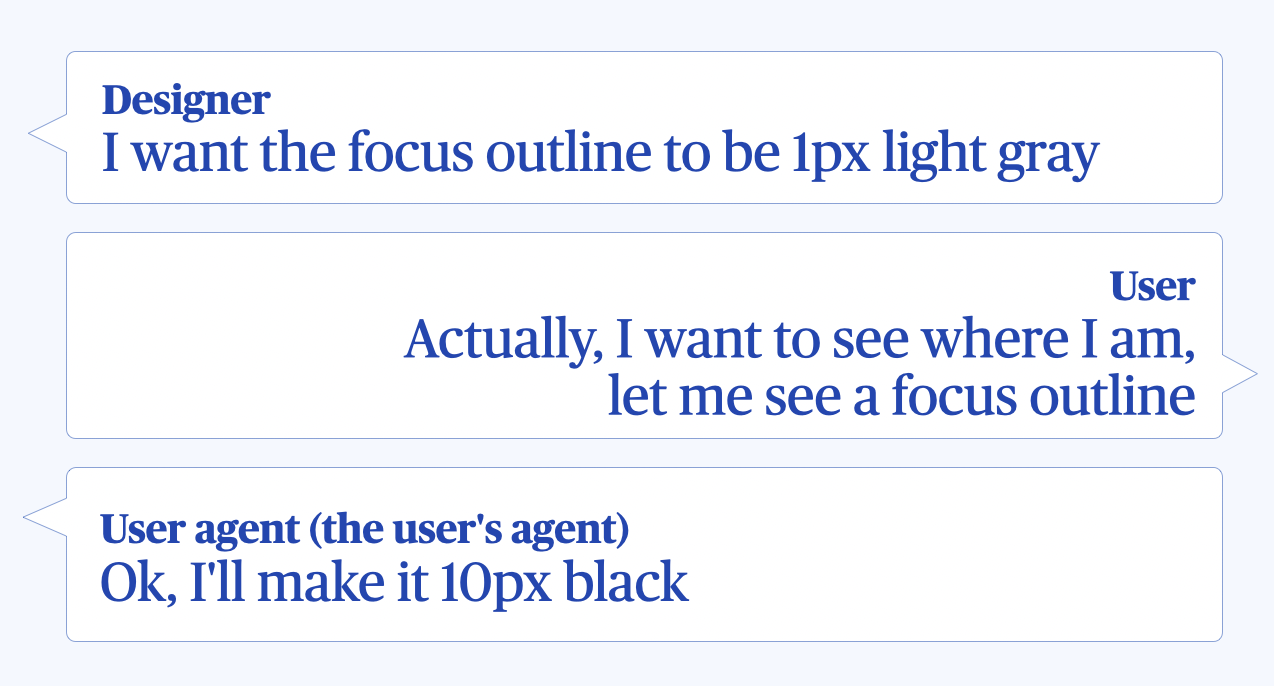 Designer
I want the focus outline to be 1px light gray
User
Actually, I want to see where I am,
let me see a focus outline
User agent (the user's agent)
Ok, I'll make it 10px black